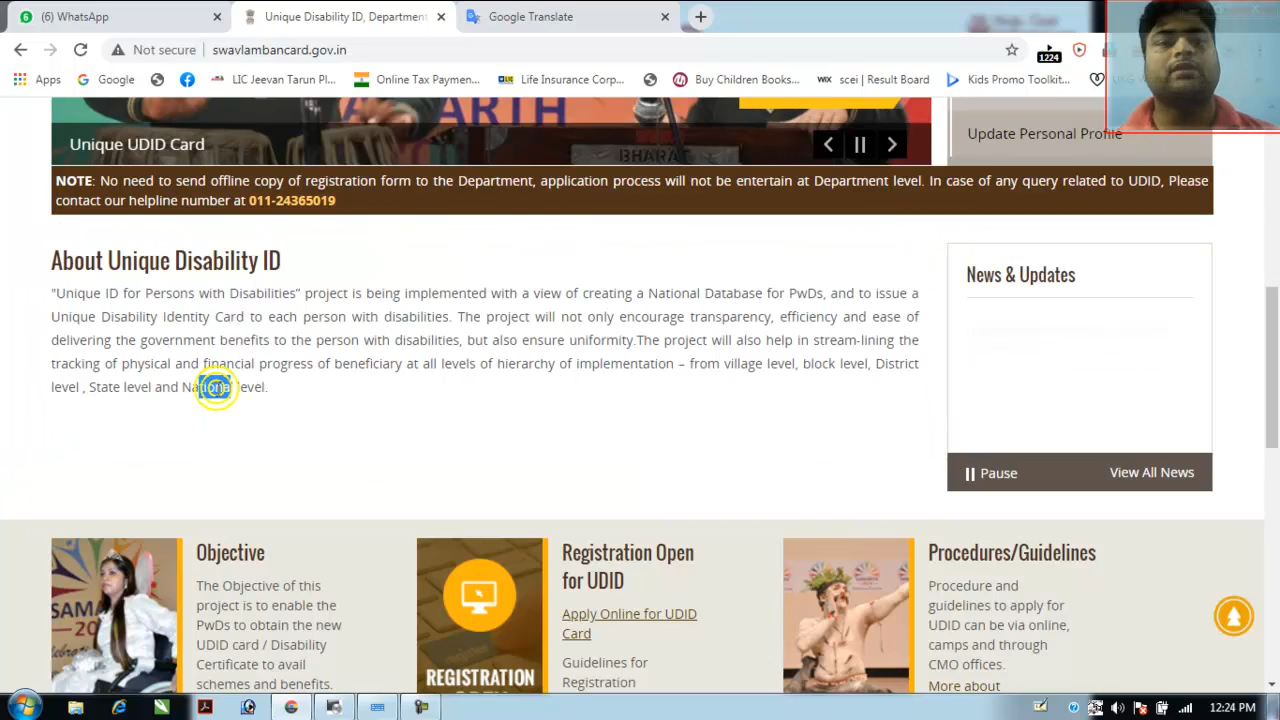 (6) WhatsApp
Unique Disability ID, Department
Google Translate
Not secure
swavlambancard.gov.in
1224
Apps
Google
LIC Jeevan Tarun Pl...
Online Tax Paymen...
Life Insurance Corp...
Buy Children Books...
WIX scei | Result Board
Kids Promo Toolkit...
Unique UDID Card
BHARAT
Update Personal Profile
NOTE: No need to send offline copy of registration form to the Department, application process will not be entertain at Department level. In case of any query related to UDID, Please
contact our helpline number at 011-24365019
About Unique Disability ID
"Unique ID for Persons with Disabilities" project is being implemented with a view of creating a National Database for PwDs, and to issue a
Unique Disability Identity Card to each person with disabilities. The project will not only encourage transparency, efficiency and ease of
delivering the government benefits to the person with disabilities, but also ensure uniformity.The project will also help in stream-lining the
tracking of physical and financial progress of beneficiary at all levels of hierarchy of implementation – from village level, block level, District
level , State level and National level.
News & Updates
Pause
View All News
Objective
The Objective of this
project is to enable the
PwDs to obtain the new
UDID card / Disability
Certificate to avail
schemes and benefits.
REGISTRATION
Registration Open
for UDID
Apply Online for UDID
Card
Guidelines for
Registration
Procedures/Guidelines
Procedure and
guidelines to apply for
UDID can be via online,
camps and through
CMO offices.
More about
12:24 PM